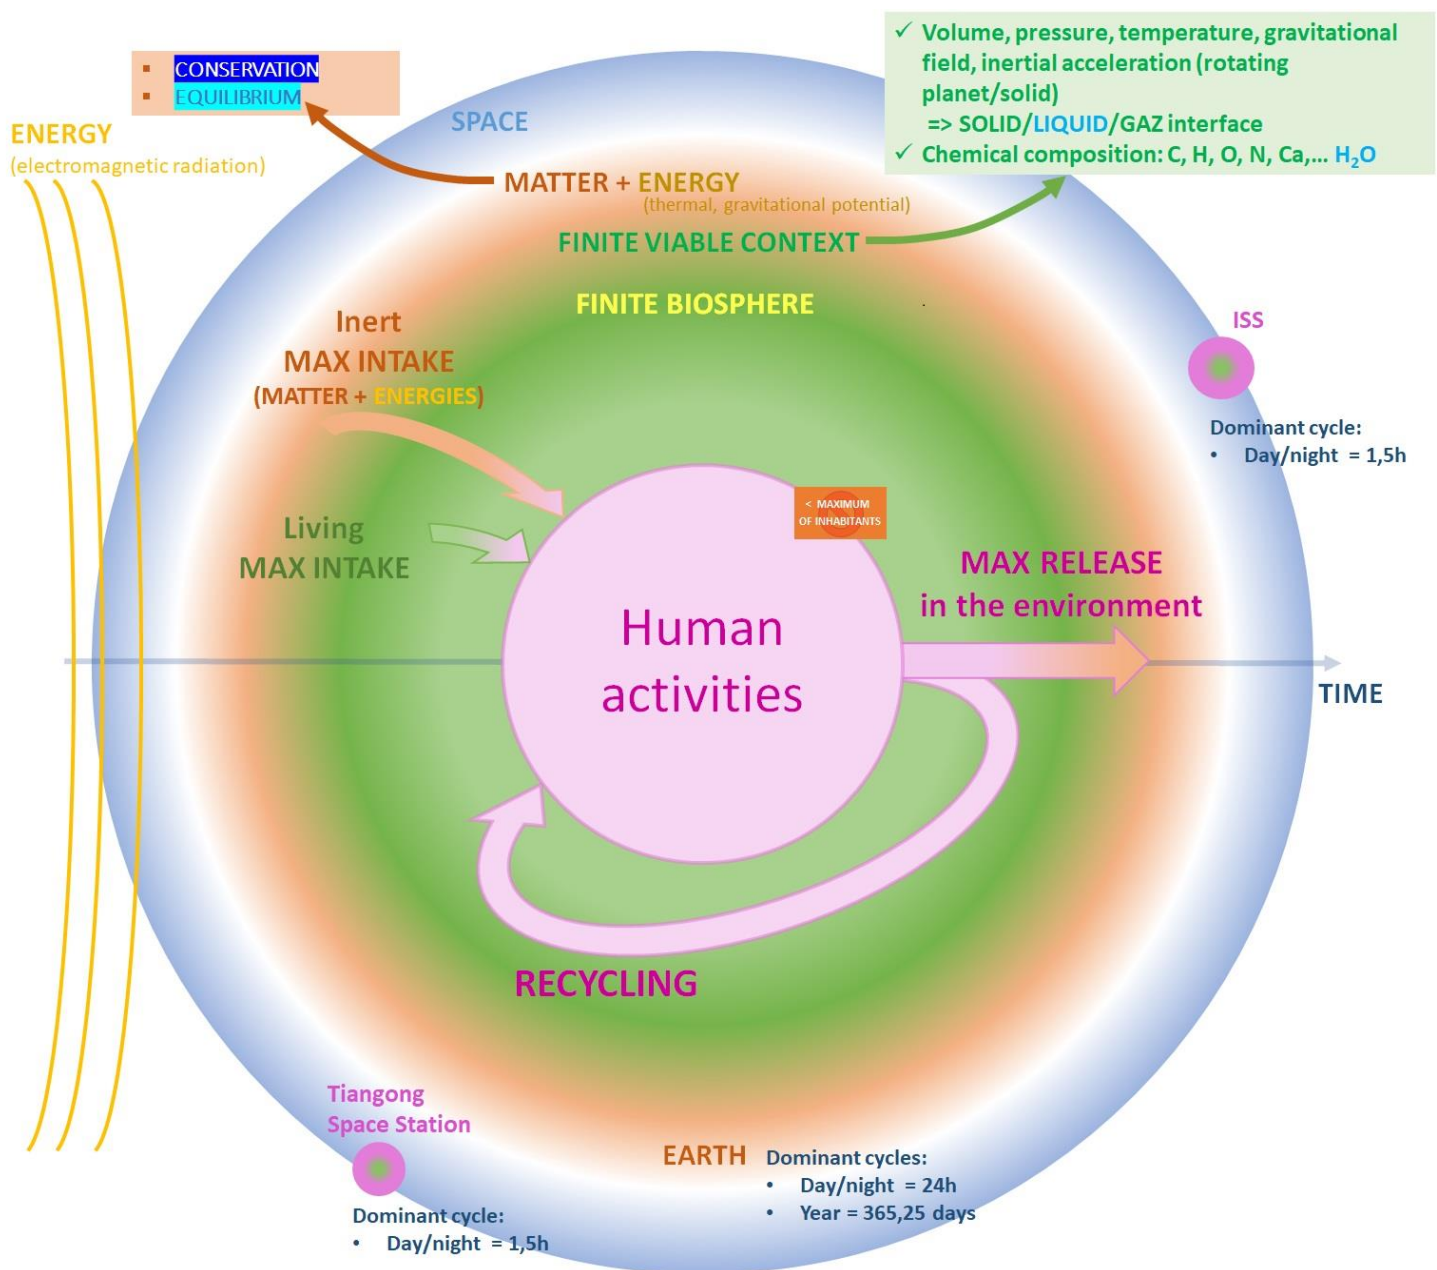 CONSERVATION
EQUILIBRIUM
✓ Volume, pressure, temperature, gravitational
field, inertial acceleration (rotating
planet/solid)
=> SOLID/LIQUID/GAZ interface
✓ Chemical composition: C, H, O, N, Ca,... H₂O
ENERGY
(electromagnetic radiation)
SPACE
MATTER + ENERGY
(thermal, gravitational potential)
FINITE VIABLE CONTEXT
FINITE BIOSPHERE
Inert
MAX INTAKE
(MATTER + ENERGIES)
ISS
Dominant cycle:
• Day/night = 1,5h
< MAXIMUM
OF INHABITANTS
Living
MAX INTAKE
MAX RELEASE
in the environment
Human
activities
TIME
RECYCLING
Tiangong
Space Station
Dominant cycle:
• Day/night = 1,5h
EARTH
Dominant cycles:
• Day/night = 24h
• Year = 365,25 days